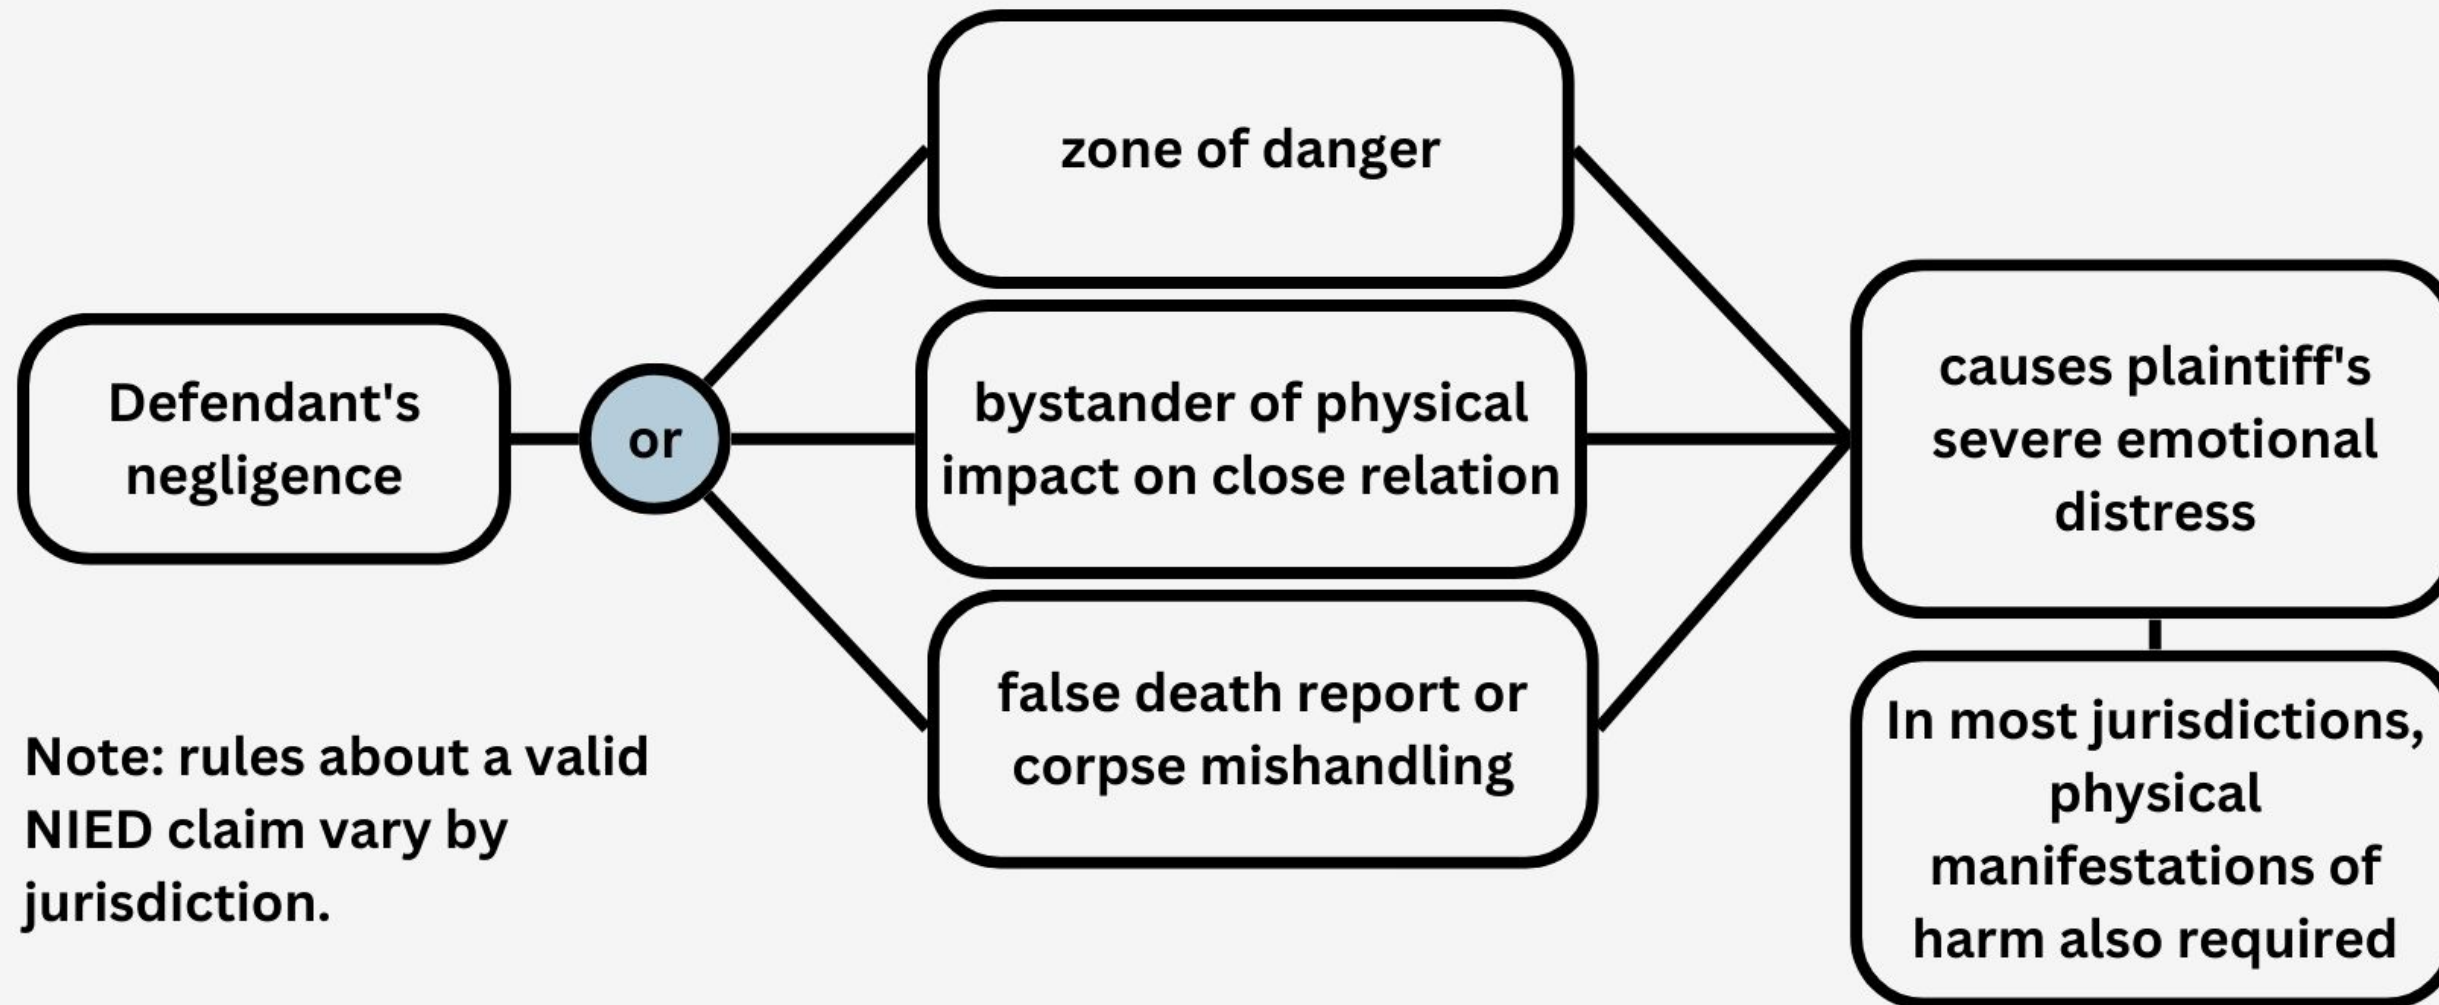 Defendant's
negligence
or
zone of danger
bystander of physical
impact on close relation
false death report or
corpse mishandling
causes plaintiff's
severe emotional
distress
In most jurisdictions,
physical
manifestations of
harm also required
Note: rules about a valid
NIED claim vary by
jurisdiction.